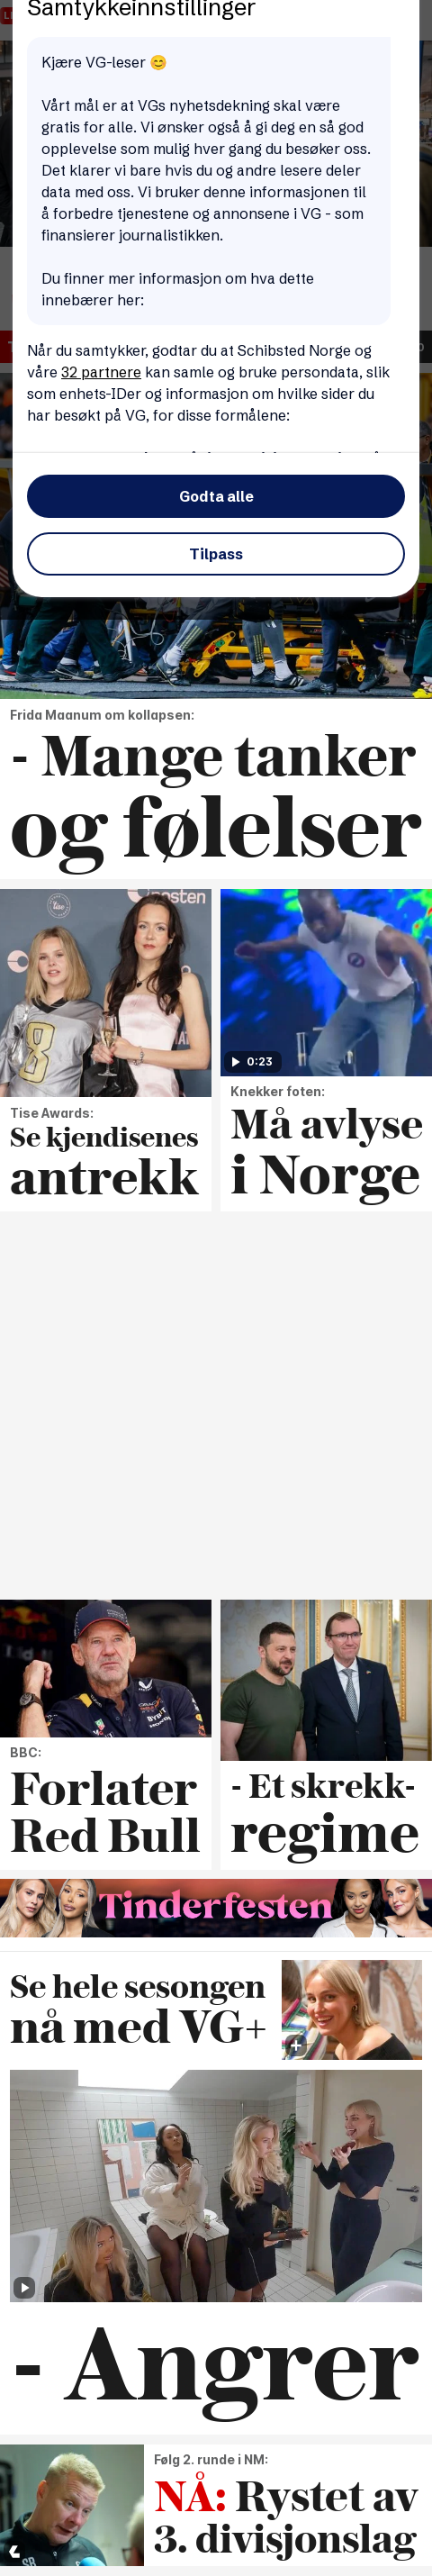 Samtykkeinnstillinger
Kjære VG-leser 😊
Vårt mål er at VGs nyhetsdekning skal være
gratis for alle. Vi ønsker også å gi deg en så god
opplevelse som mulig hver gang du besøker oss.
Det klarer vi bare hvis du og andre lesere deler
data med oss. Vi bruker denne informasjonen til
å forbedre tjenestene og annonsene i VG - som
finansierer journalistikken.
Du finner mer informasjon om hva dette
innebærer her:
Når du samtykker, godtar du at Schibsted Norge og
våre 32 partnere kan samle og bruke persondata, slik
som enhets-IDer og informasjon om hvilke sider du
har besøkt på VG, for disse formålene:
Godta alle
Tilpass
Frida Maanum om kollapsen:
- Mange tanker
og følelser
0:23
Tise Awards:
Se kjendisenes
antrekk
Knekker foten:
Må avlyse
i Norge
BBC:
Forlater
Red Bull
- Et skrekk-
regime
Tinderfesten
Se hele sesongen
nå med VG+
- Angrer
Følg 2. runde i NM:
NÅ: Rystet av
3. divisjonslag